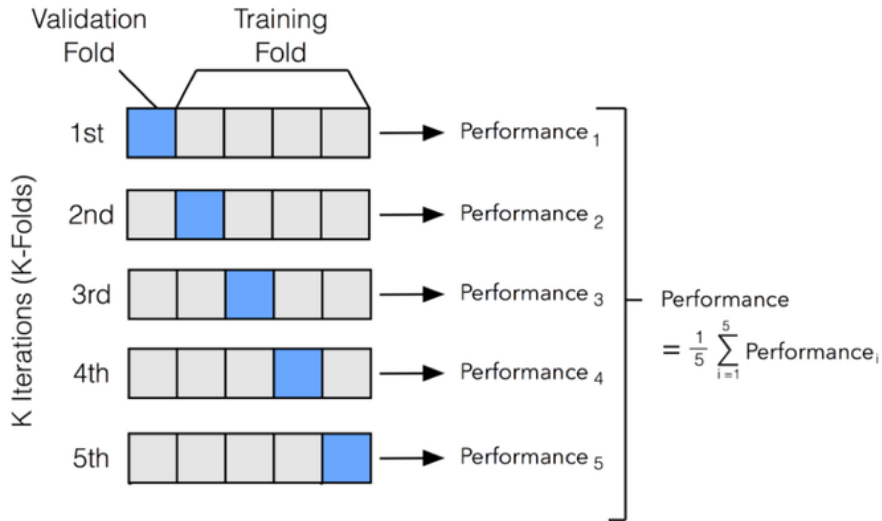 Validation
Fold
Training
Fold
K Iterations (K-Folds)
1st
Performance 1
2nd
Performance 2
3rd
Performance 3
4th
Performance 4
5th
Performance 5
Performance
= 1/5 5∑i=1 Performance i